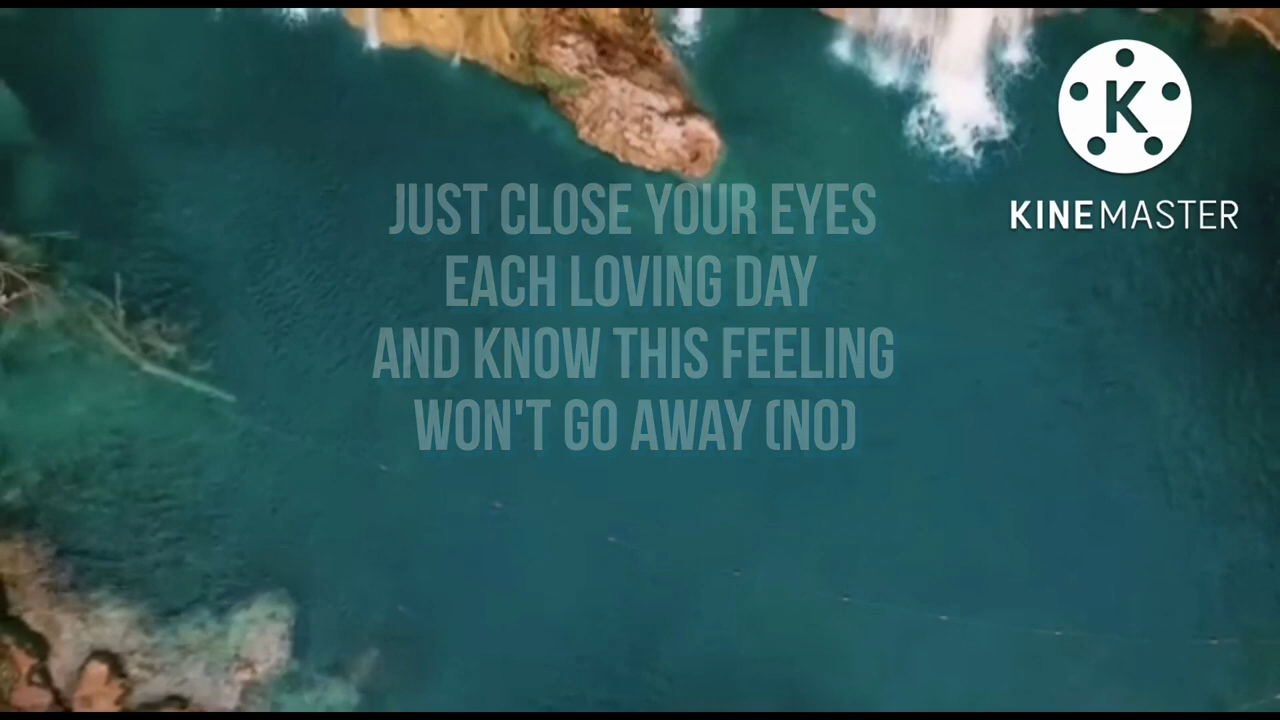 K
KINEMASTER
JUST CLOSE YOUR EYES
EACH LOVING DAY
AND KNOW THIS FEELING
WON'T GO AWAY (NO)